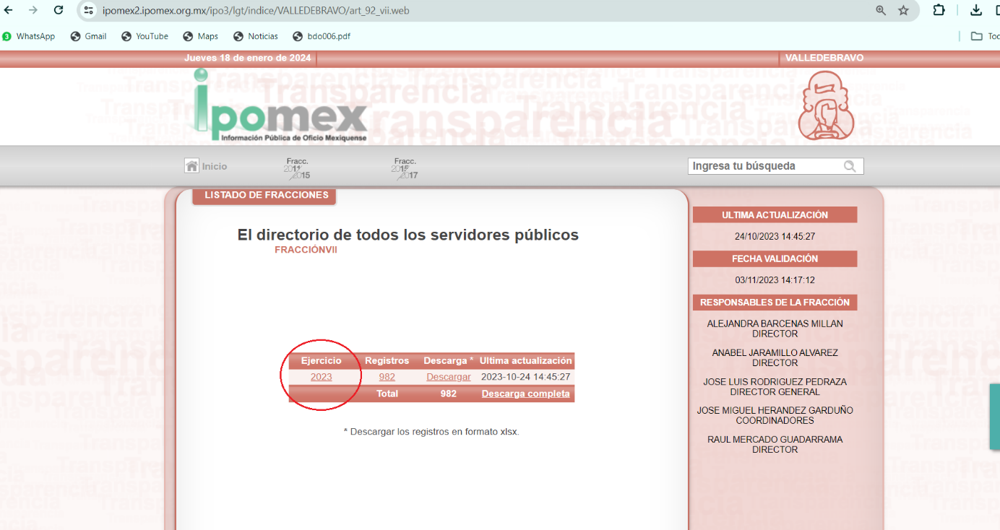 ipomex2.ipomex.org.mx/ipo3/lgt/indice/VALLEDEBRAVO/art_92_vii.web
3 WhatsApp Gmail YouTube Maps Noticias bdo006.pdf
Jueves 18 de enero de 2024 VALLEDEBRAVO
ipomex
Información Pública de Oficio Mexiquense
Transparencia
Inicio
Fracc.
2015
Fracc.
2017
Ingresa tu búsqueda
LISTADO DE FRACCIONES
El directorio de todos los servidores públicos
FRACCIÓNVII
Ejercicio Registros Descarga * Ultima actualización
2023 982 Descargar 2023-10-24 14:45:27
Total 982 Descarga completa
* Descargar los registros en formato xlsx.
ULTIMA ACTUALIZACIÓN
24/10/2023 14:45:27
FECHA VALIDACIÓN
03/11/2023 14:17:12
RESPONSABLES DE LA FRACCIÓN
ALEJANDRA BARCENAS MILLAN
DIRECTOR
ANABEL JARAMILLO ALVAREZ
DIRECTOR
JOSE LUIS RODRIGUEZ PEDRAZA
DIRECTOR GENERAL
JOSE MIGUEL HERANDEZ GARDUÑO
COORDINADORES
RAUL MERCADO GUADARRAMA
DIRECTOR